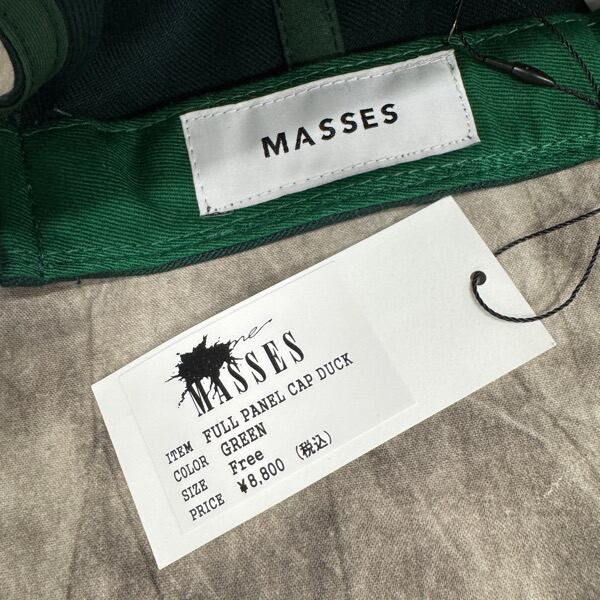 MASSES
MASSES
ITEM FULL PANEL CAP DUCK
COLOR GREEN
SIZE Free
PRICE ¥8,800 (税込)